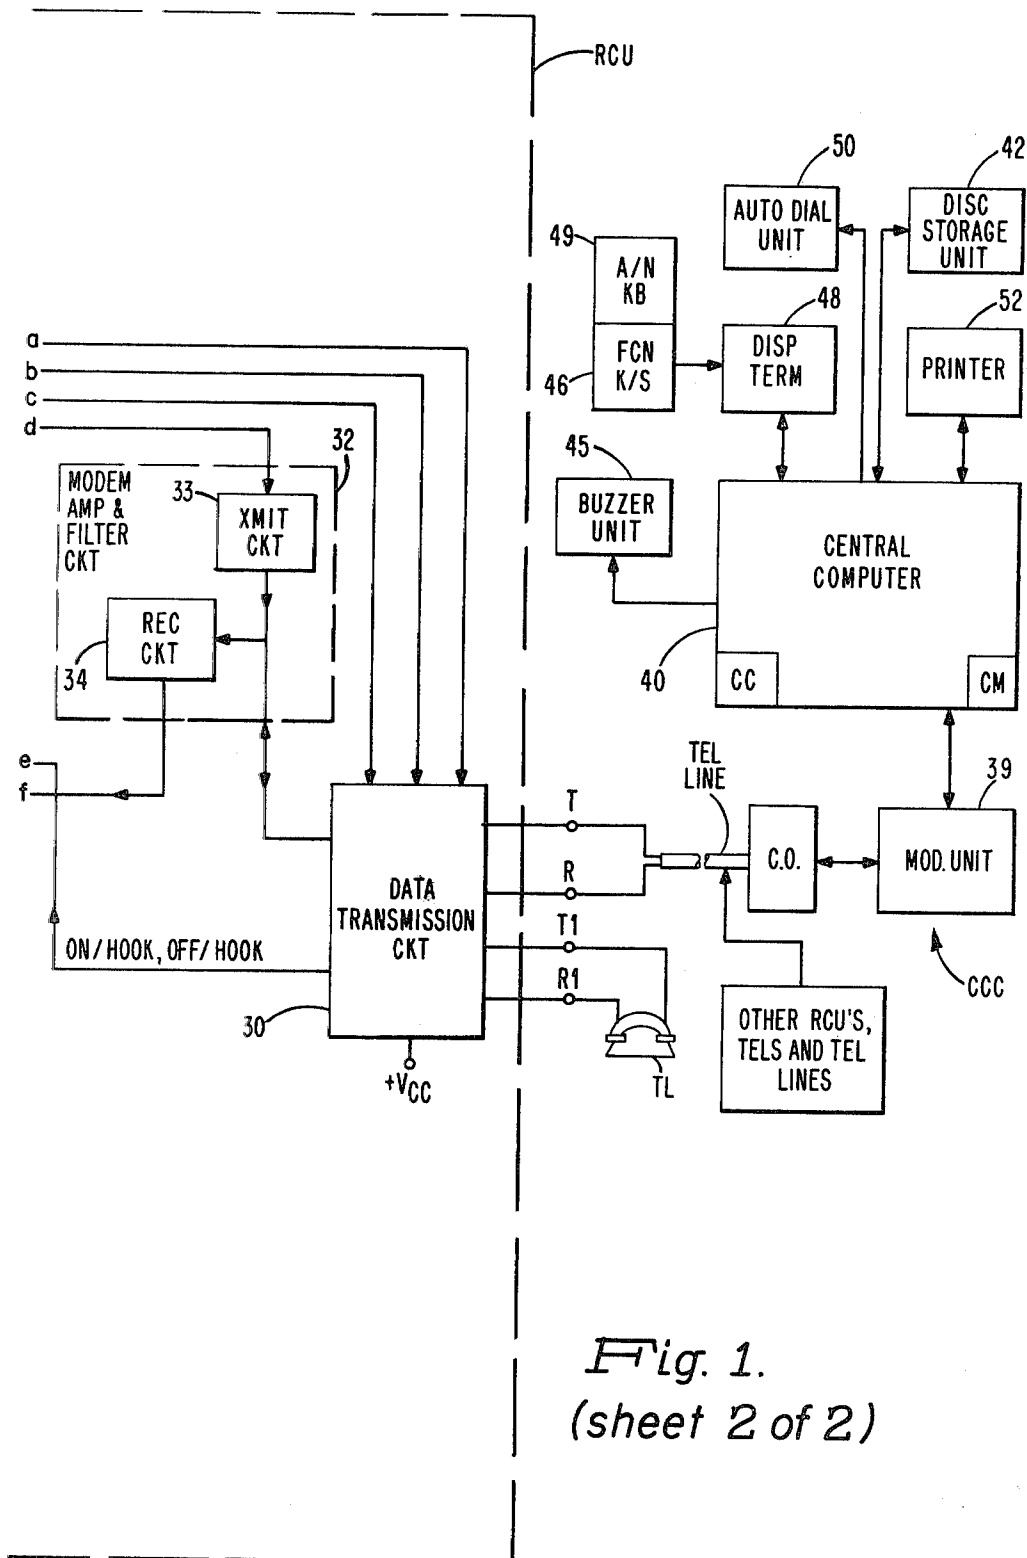 RCU
50
42
AUTO DIAL
UNIT
DISC
STORAGE
UNIT
49
A/N
KB
48
52
FCN
K/S
46
DISP
TERM
PRINTER
a
b
c
d
32
MODEM
AMP &
FILTER
CKT
33
XMIT
CKT
45
BUZZER
UNIT
CENTRAL
COMPUTER
REC
CKT
34
40
CC
CM
e
f
TEL
LINE
39
T
C.O.
MOD. UNIT
R
DATA
TRANSMISSION
CKT
T1
ON/HOOK, OFF/HOOK
R1
CCC
30
OTHER RCU'S,
TELS AND TEL
LINES
TL
+VCC
Fig. 1.
(sheet 2 of 2)